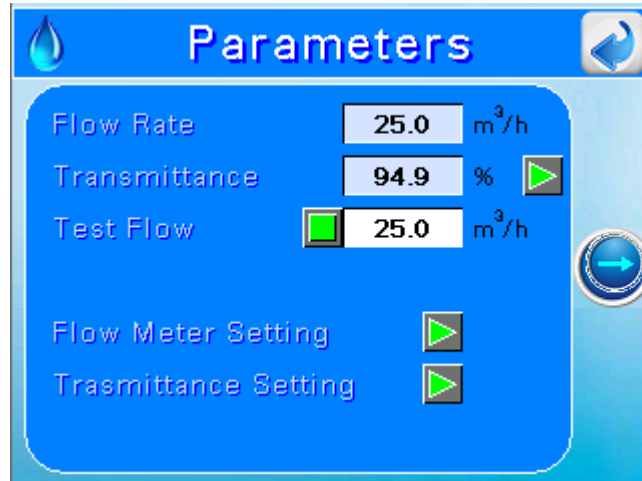 Parameters
Flow Rate 25.0 m³/h
Transmittance 94.9 %
Test Flow 25.0 m³/h
Flow Meter Setting
Trasmittance Setting